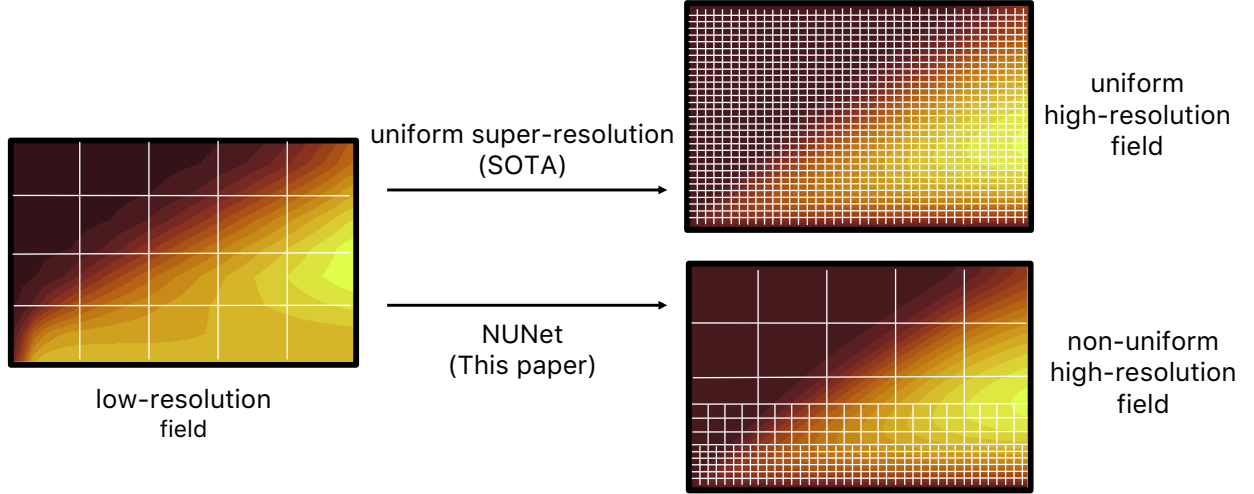 uniform super-resolution
(SOTA)
uniform
high-resolution
field
low-resolution
field
NUNet
(This paper)
non-uniform
high-resolution
field